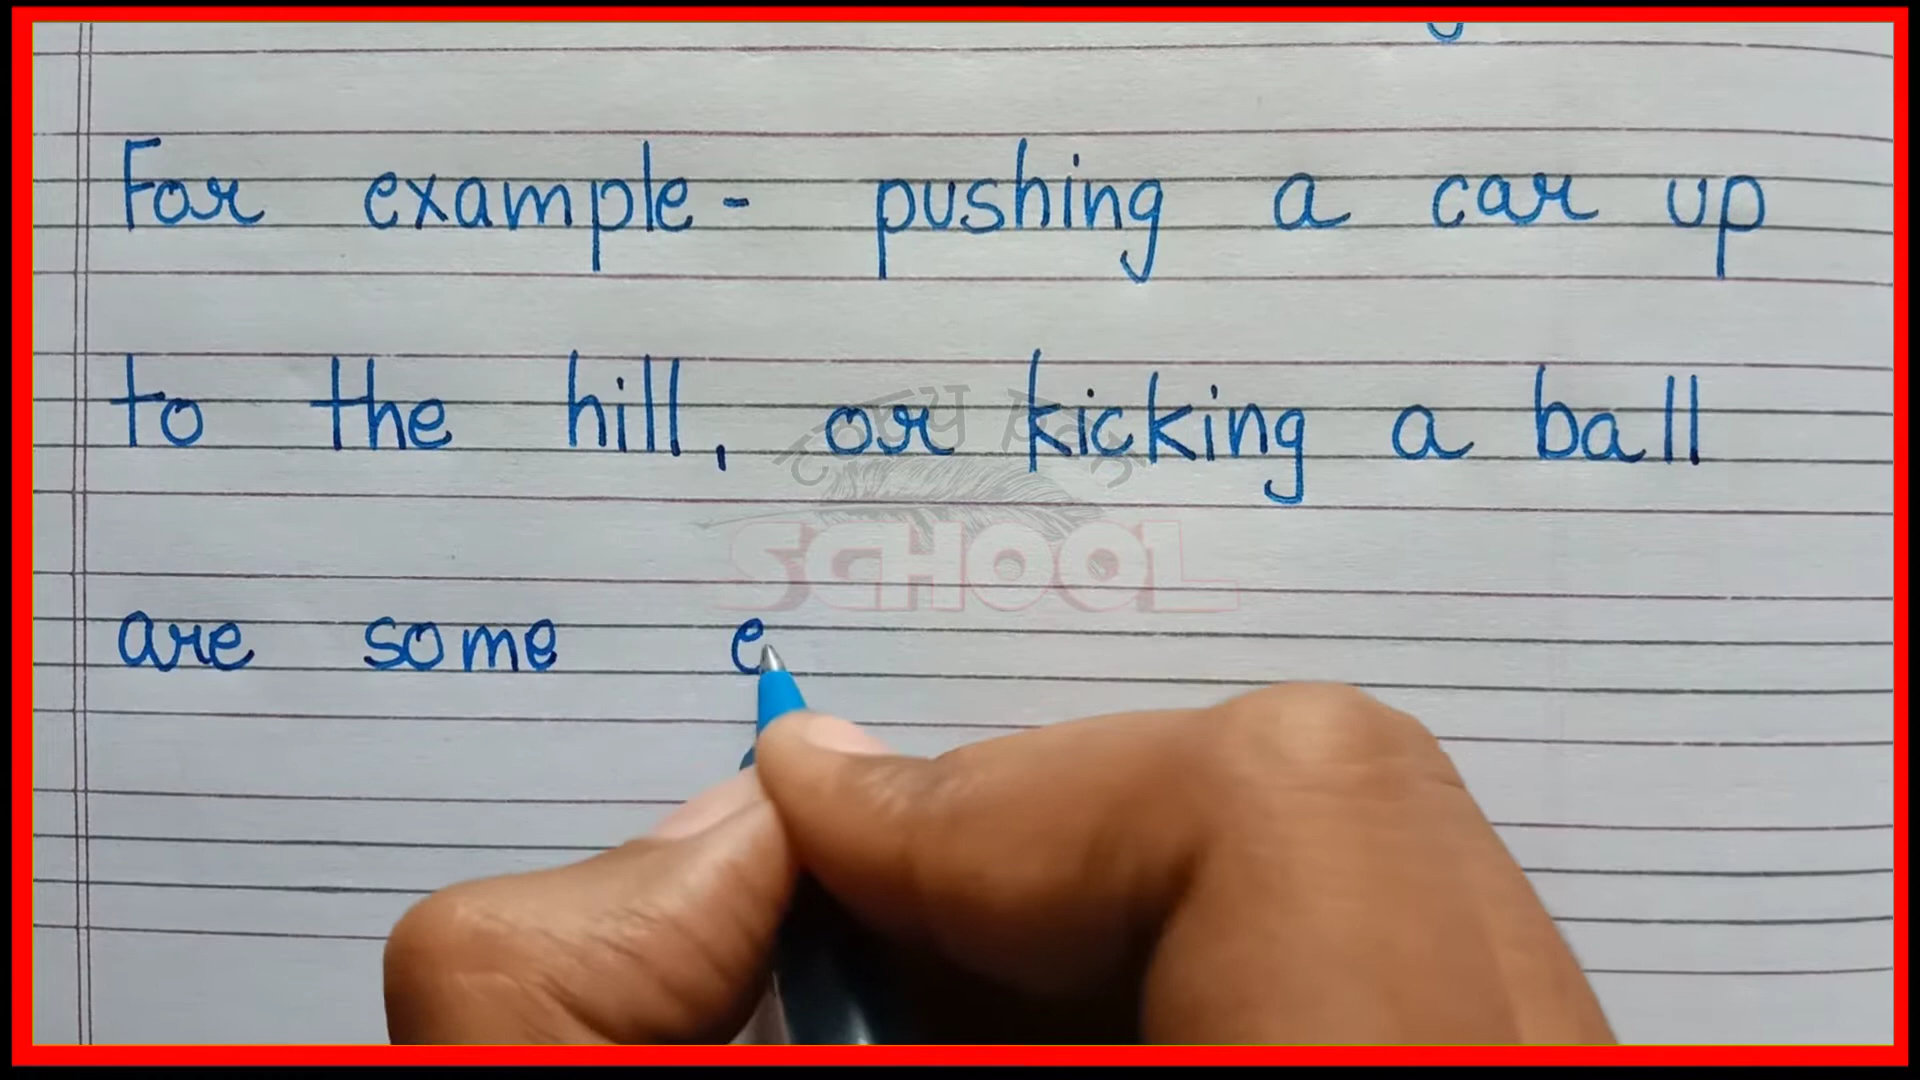 For example- pushing a car up
to the hill, or kicking a ball
are some e
SCHOOL